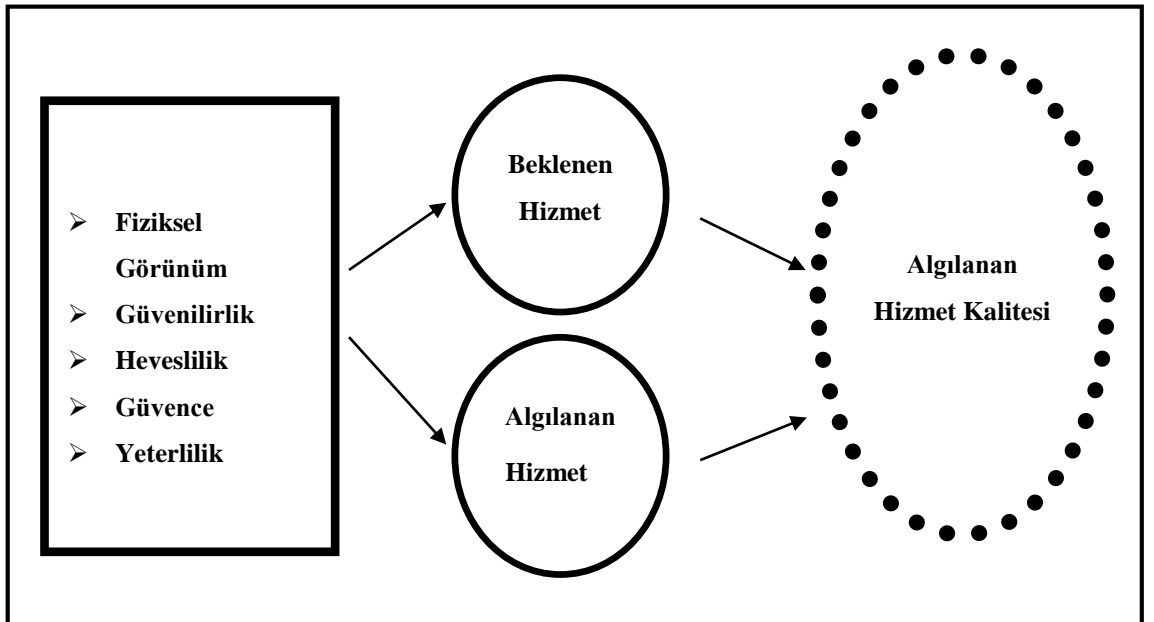 Fiziksel
Görünüm
Güvenilirlik
Heveslilik
Güvence
Yeterlilik
Beklenen
Hizmet
Algılanan
Hizmet
Algılanan
Hizmet Kalitesi